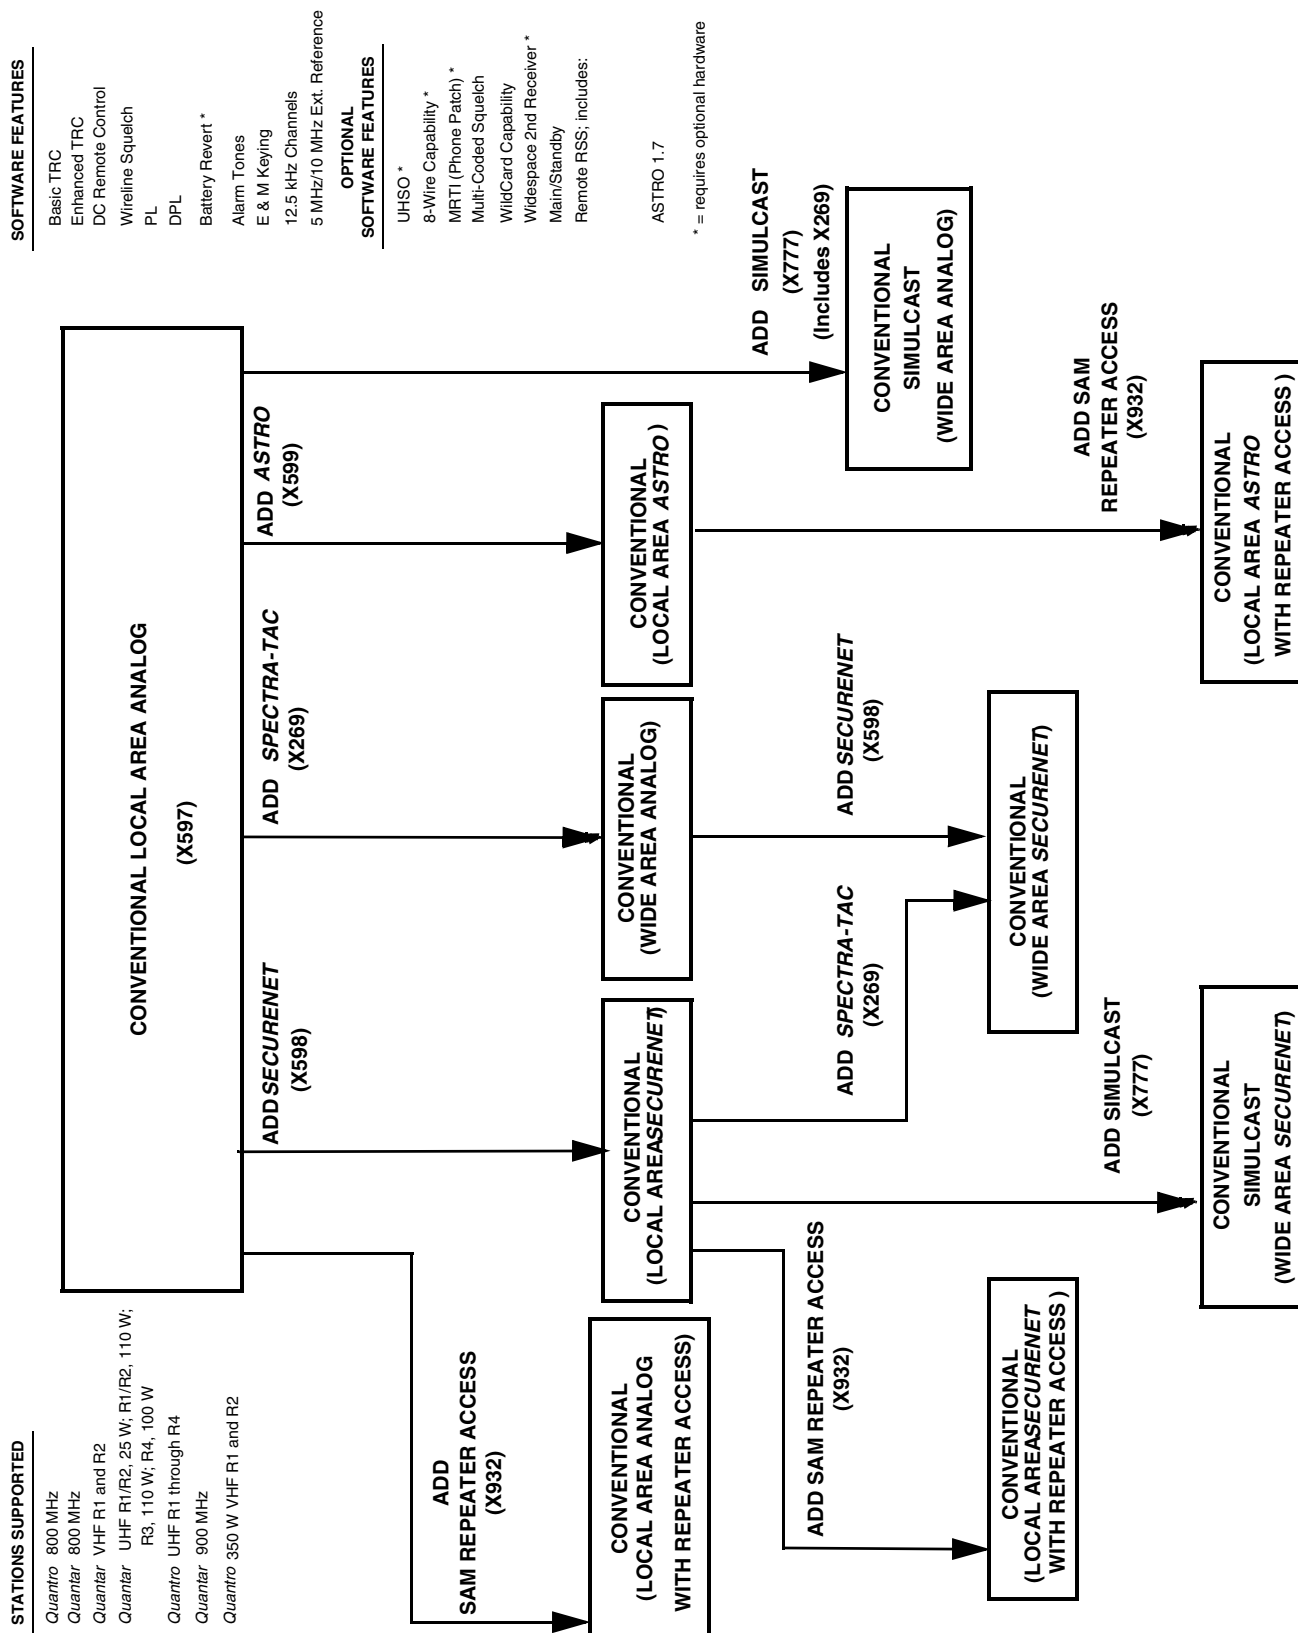 STATIONS SUPPORTED
Quantro 800 MHz
Quantar 800 MHz
Quantar VHF R1 and R2
Quantar UHF R1/R2, 25 W; R1/R2, 110 W;
R3, 110 W; R4, 100 W
Quantro UHF R1 through R4
Quantar 900 MHz
Quantro 350 W VHF R1 and R2
CONVENTIONAL LOCAL AREA ANALOG
(X597)
SOFTWARE FEATURES
Basic TRC
Enhanced TRC
DC Remote Control
Wireline Squelch
PL
DPL
Battery Revert *
Alarm Tones
E & M Keying
12.5 kHz Channels
5 MHz/10 MHz Ext. Reference
OPTIONAL
SOFTWARE FEATURES
UHSO *
8-Wire Capability *
MRTI (Phone Patch) *
Multi-Coded Squelch
WildCard Capability
Widespace 2nd Receiver *
Main/Standby
Remote RSS; includes:
ASTRO 1.7
* = requires optional hardware
ADD
SAM REPEATER ACCESS
(X932)
ADD SECURENET
(X598)
ADD SPECTRA-TAC
(X269)
ADD ASTRO
(X599)
ADD SIMULCAST
(X777)
(Includes X269)
CONVENTIONAL
(LOCAL AREA ANALOG
WITH REPEATER ACCESS)
CONVENTIONAL
(LOCAL AREASECURENET)
CONVENTIONAL
(WIDE AREA ANALOG)
CONVENTIONAL
(LOCAL AREA ASTRO )
CONVENTIONAL
SIMULCAST
(WIDE AREA ANALOG)
ADD SAM REPEATER ACCESS
(X932)
ADD SPECTRA-TAC
(X269)
ADD SECURENET
(X598)
CONVENTIONAL
(LOCAL AREASECURENET
WITH REPEATER ACCESS )
CONVENTIONAL
(WIDE AREA SECURENET)
ADD SIMULCAST
(X777)
ADD SAM
REPEATER ACCESS
(X932)
CONVENTIONAL
SIMULCAST
(WIDE AREA SECURENET)
CONVENTIONAL
(LOCAL AREA ASTRO
WITH REPEATER ACCESS )